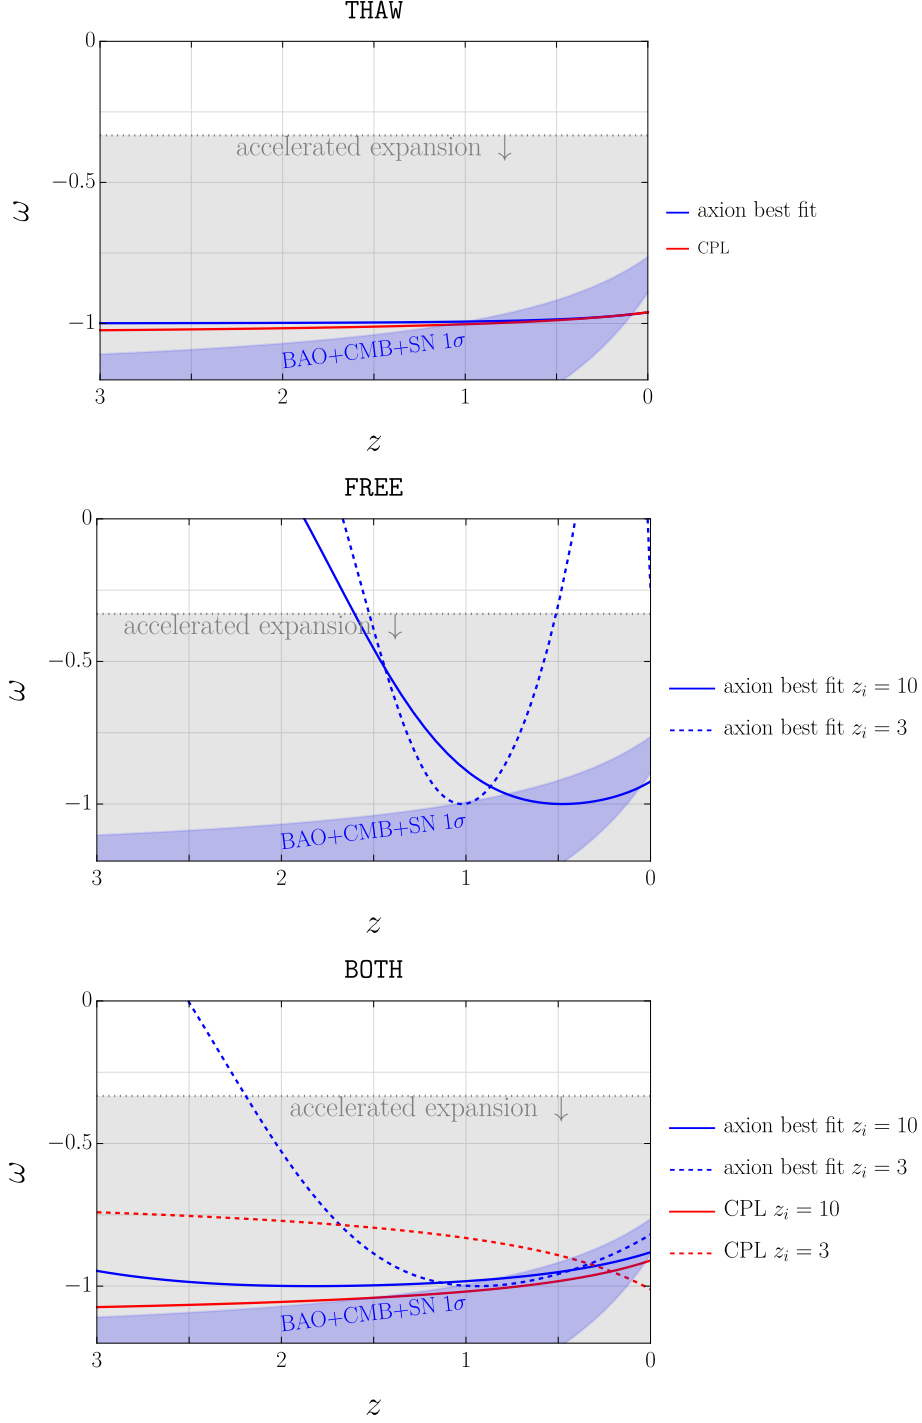 THAW
0
accelerated expansion ↓
−0.5
ω
axion best fit
CPL
−1
BAO+CMB+SN 1σ
3 2 1 0
z
FREE
0
accelerated expansion ↓
−0.5
ω
axion best fit z_i = 10
axion best fit z_i = 3
−1
BAO+CMB+SN 1σ
3 2 1 0
z
BOTH
0
accelerated expansion ↓
−0.5
ω
axion best fit z_i = 10
axion best fit z_i = 3
CPL z_i = 10
CPL z_i = 3
−1
BAO+CMB+SN 1σ
3 2 1 0
z